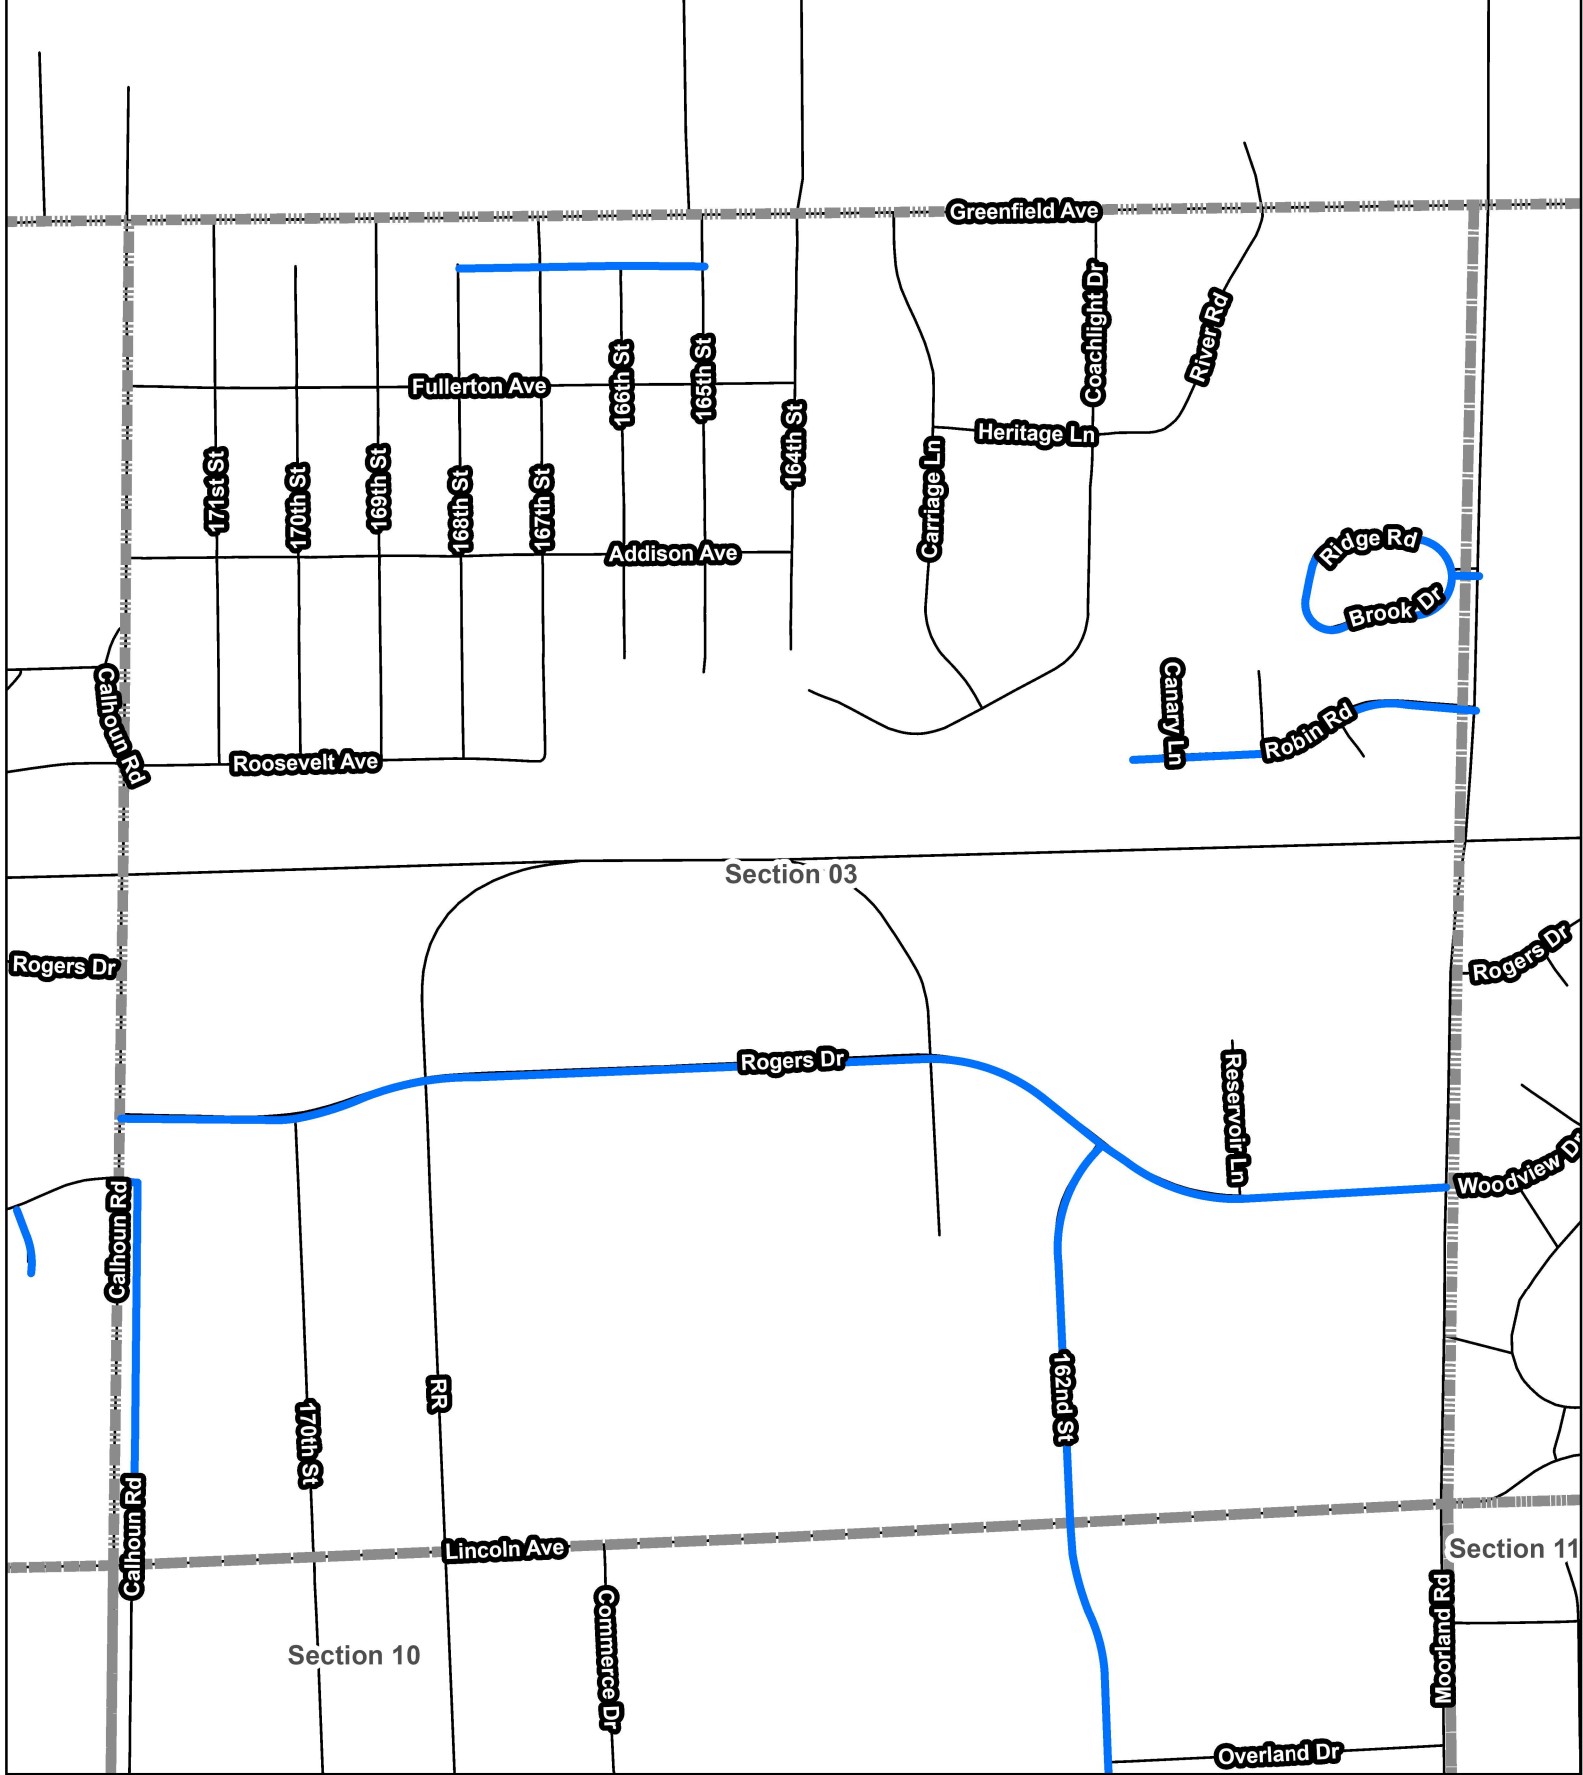 Greenfield Ave
Coachlight Dr
River Rd
Fullerton Ave
166th St
165th St
164th St
Heritage Ln
171st St
170th St
169th St
168th St
167th St
Carriage Ln
Addison Ave
Ridge Rd
Brook Dr
Calhoun Rd
Canary Ln
Robin Rd
Roosevelt Ave
Section 03
Rogers Dr
Rogers Dr
Rogers Dr
Reservoir Ln
Woodview Dr
Calhoun Rd
RR
162nd St
170th St
Calhoun Rd
Lincoln Ave
Section 11
Commerce Dr
Moorland Rd
Section 10
Overland Dr